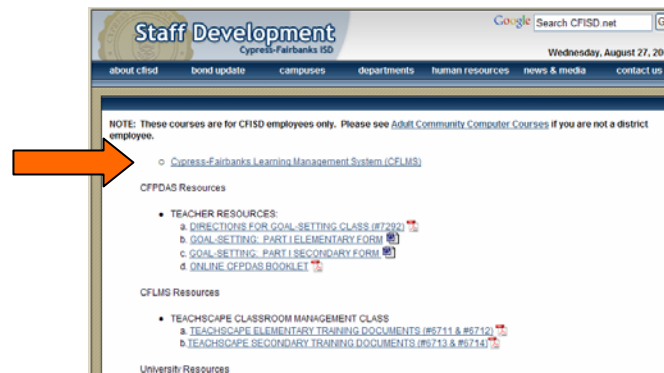 Staff Development
Cypress-Fairbanks ISD
Google Search CFISD.net G
Wednesday, August 27, 20
about cfisd bond update campuses departments human resources news & media contact us
NOTE: These courses are for CFISD employees only. Please see Adult Community Computer Courses if you are not a district
employee.
Cypress-Fairbanks Learning Management System (CFLMS)
CFPDAS Resources
• TEACHER RESOURCES:
a. DIRECTIONS FOR GOAL-SETTING CLASS (#7292)
b. GOAL-SETTING: PART I ELEMENTARY FORM
c. GOAL-SETTING: PART I SECONDARY FORM
d. ONLINE CFPDAS BOOKLET
CFLMS Resources
• TEACHSCAPE CLASSROOM MANAGEMENT CLASS
a. TEACHSCAPE ELEMENTARY TRAINING DOCUMENTS (#6711 & #6712)
b. TEACHSCAPE SECONDARY TRAINING DOCUMENTS (#6713 & #6714)
University Resources